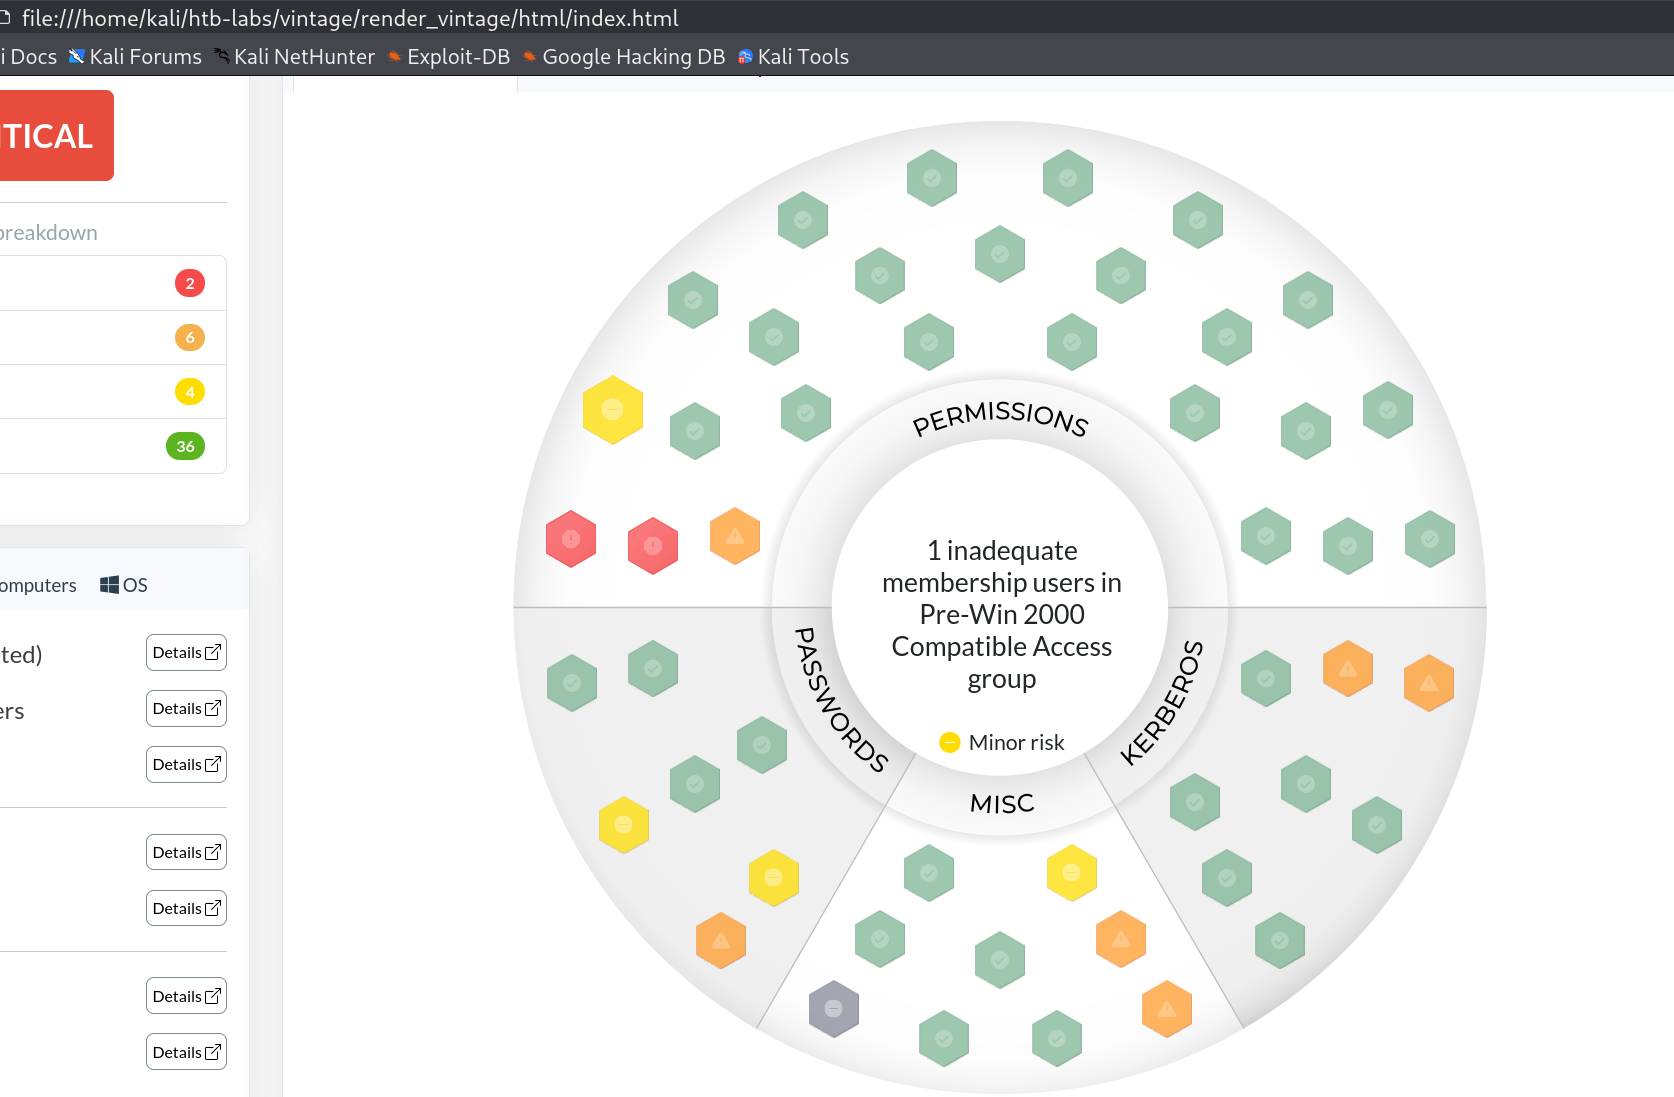 file:///home/kali/htb-labs/vintage/render_vintage/html/index.html
i Docs Kali Forums Kali NetHunter Exploit-DB Google Hacking DB Kali Tools
ITICAL
breakdown
2
6
4
36
omputers OS
ted) Details
ers Details
Details
Details
Details
Details
Details
PERMISSIONS
1 inadequate
membership users in
Pre-Win 2000
Compatible Access
group
Minor risk
PASSWORDS
KERBEROS
MISC